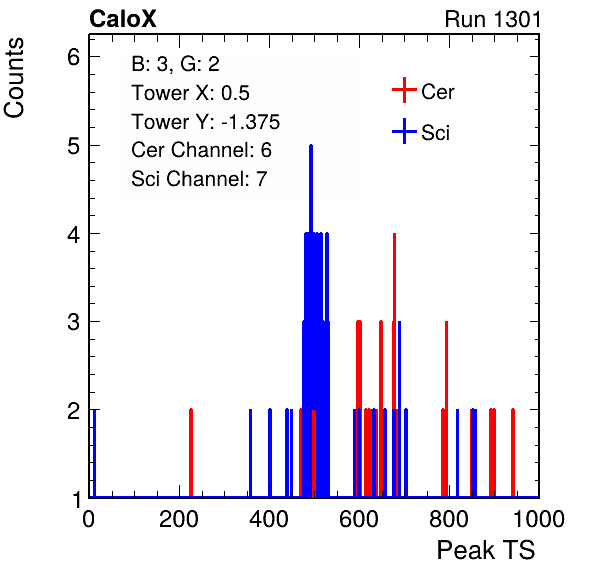 CaloX Run 1301
Counts
B: 3, G: 2
Tower X: 0.5
Tower Y: -1.375
Cer Channel: 6
Sci Channel: 7
Cer
Sci
6
5
4
3
2
1
0 200 400 600 800 1000
Peak TS